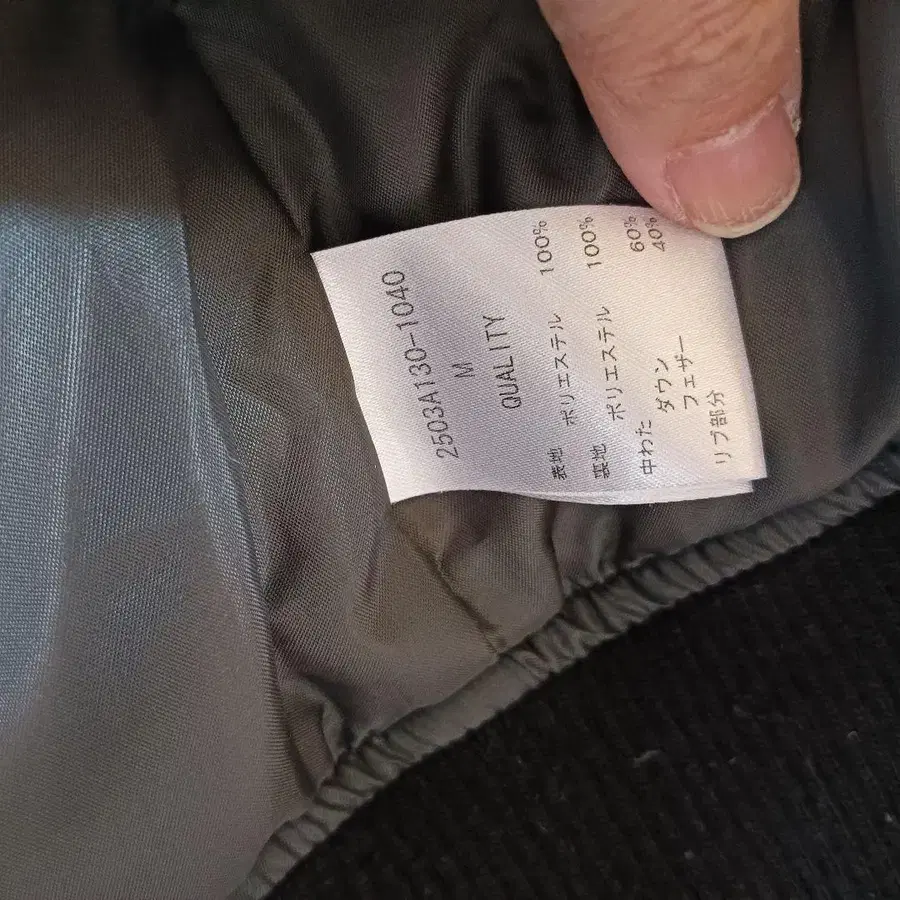 2503A130-1040
M
QUALITY
表地 ポリエステル 100%
裏地 ポリエステル 100%
中わた ダウン 60%
フェザー 40%
リブ部分